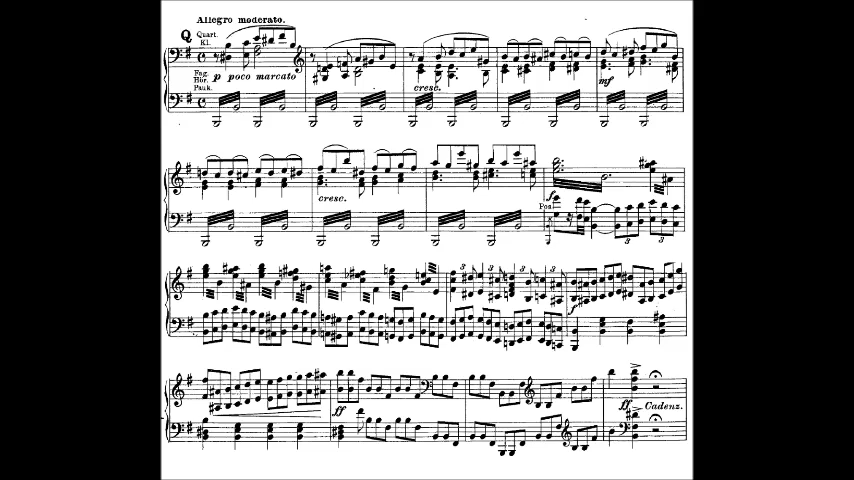 Allegro moderato.
Q Quart.
Kl.
Fag.
Hör.
Pauk.
p poco marcato
cresc.
mf
cresc.
f
Pos.
f
ff
ff Cadenz.